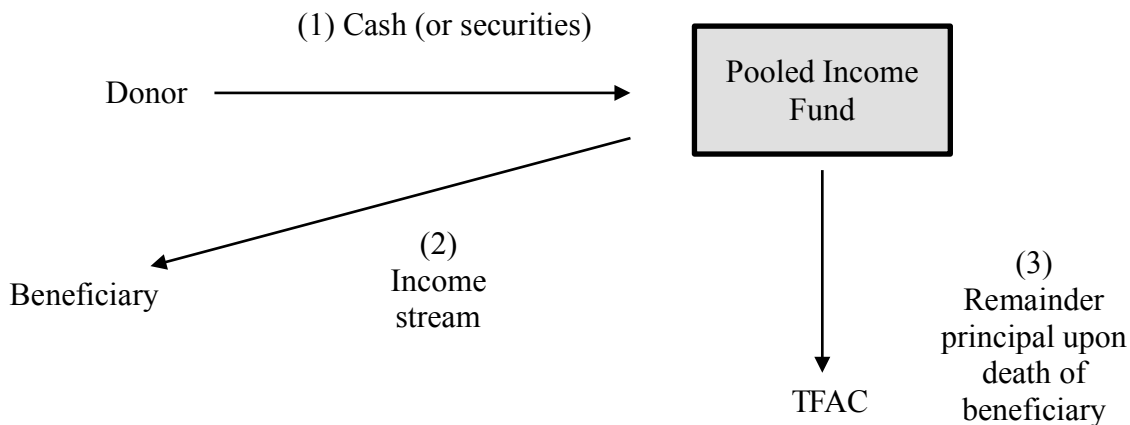 (1) Cash (or securities)
Pooled Income
Fund
Donor
(2)
Income
stream
Beneficiary
(3)
Remainder
principal upon
death of
beneficiary
TFAC